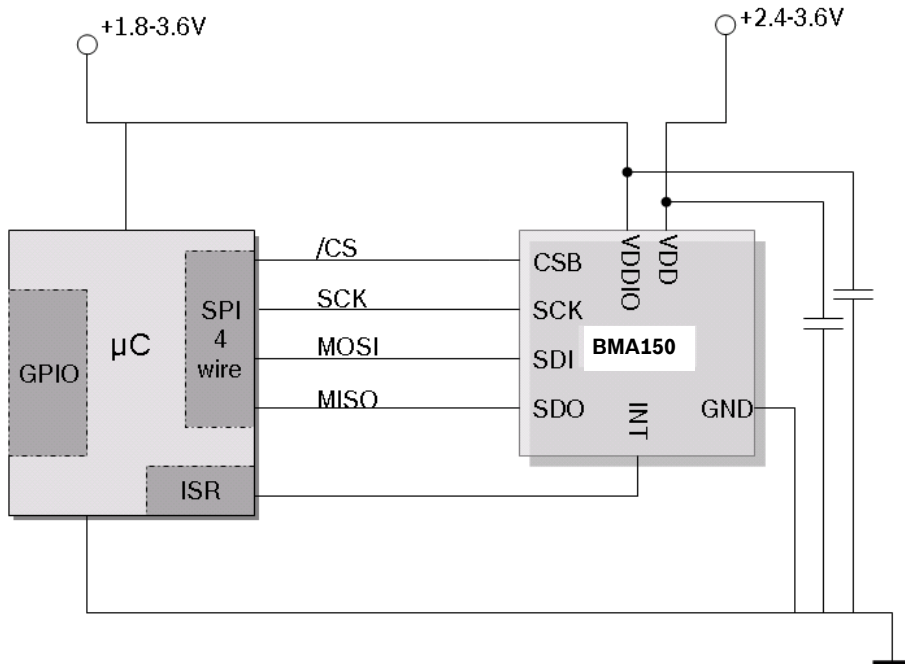 +1.8-3.6V
+2.4-3.6V
/CS
SCK
MOSI
MISO
GPIO
µC
SPI
4
wire
ISR
CSB
SCK
SDI
SDO
VDDIO
VDD
BMA150
INT
GND